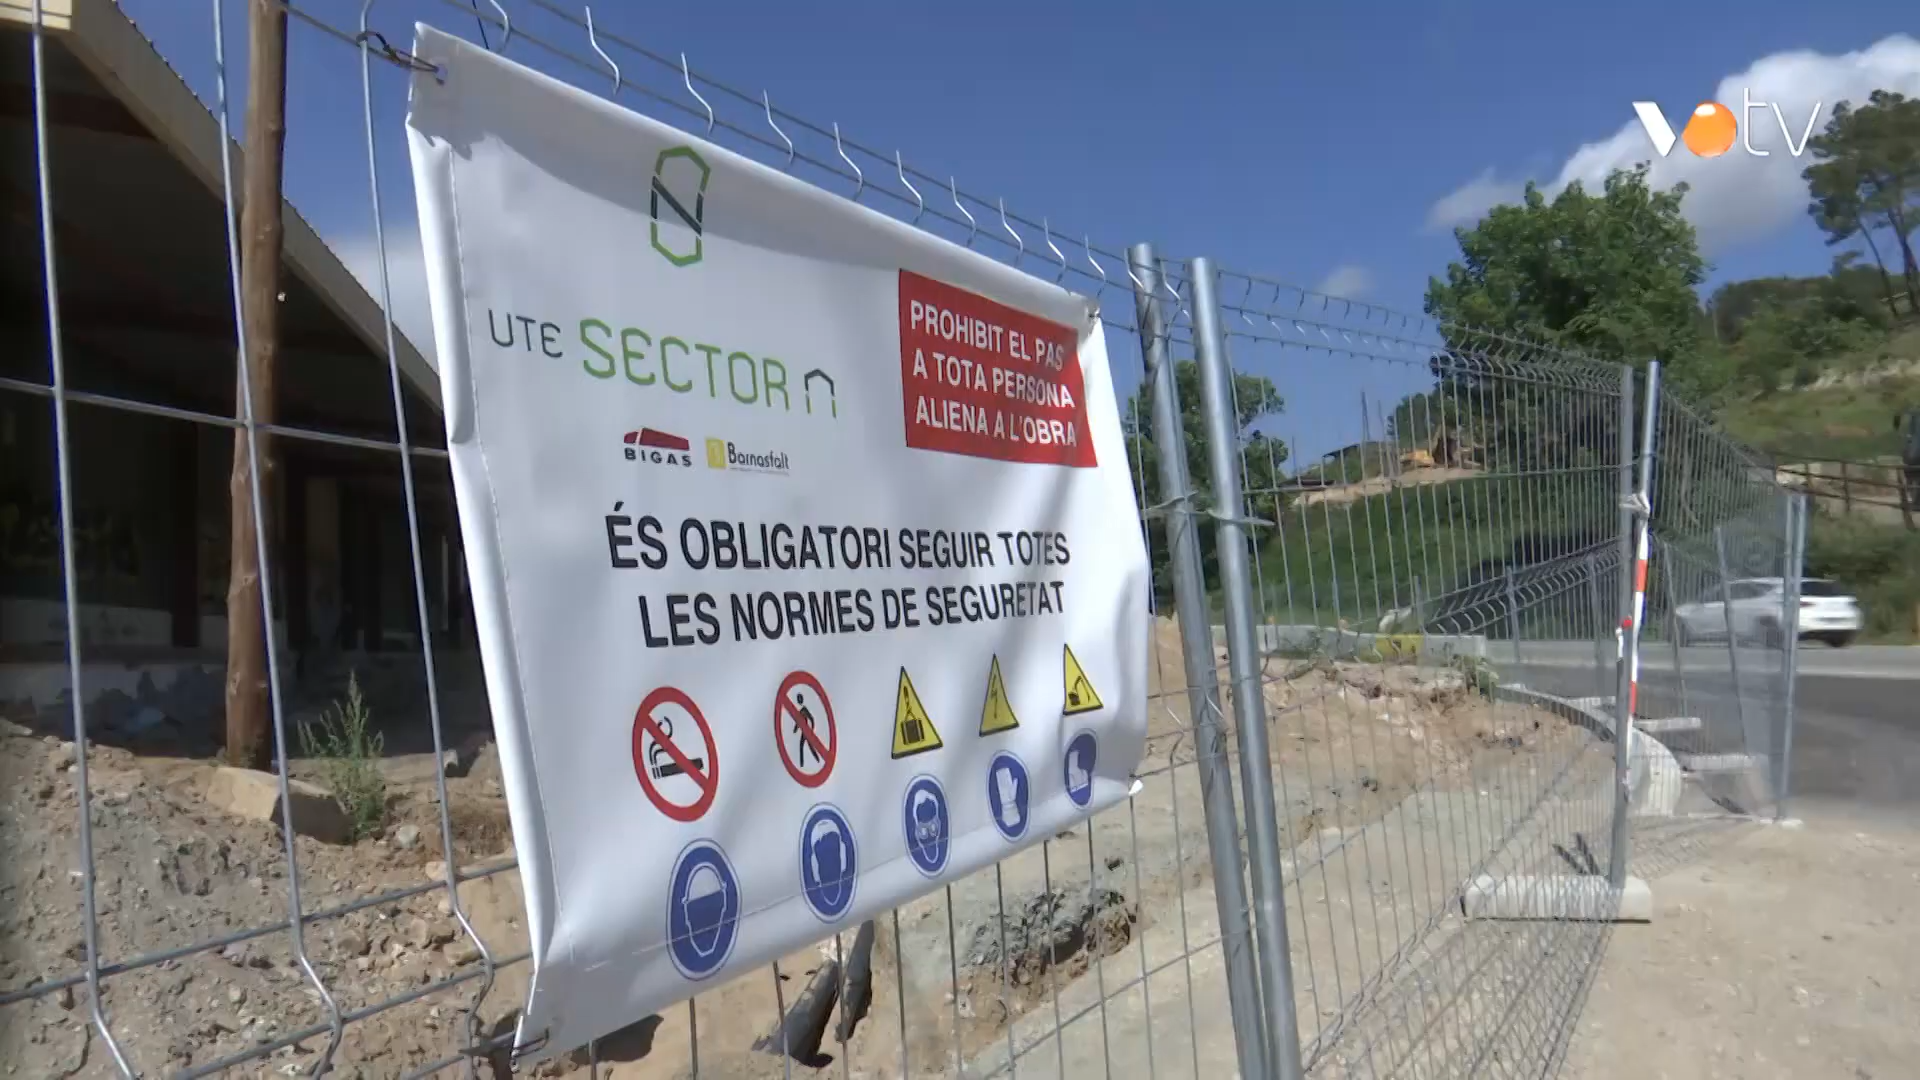 votv
UTE SECTOR N
BIGAS
Barnasfalt
PROHIBIT EL PAS
A TOTA PERSONA
ALIENA A L'OBRA
ÉS OBLIGATORI SEGUIR TOTES
LES NORMES DE SEGURETAT